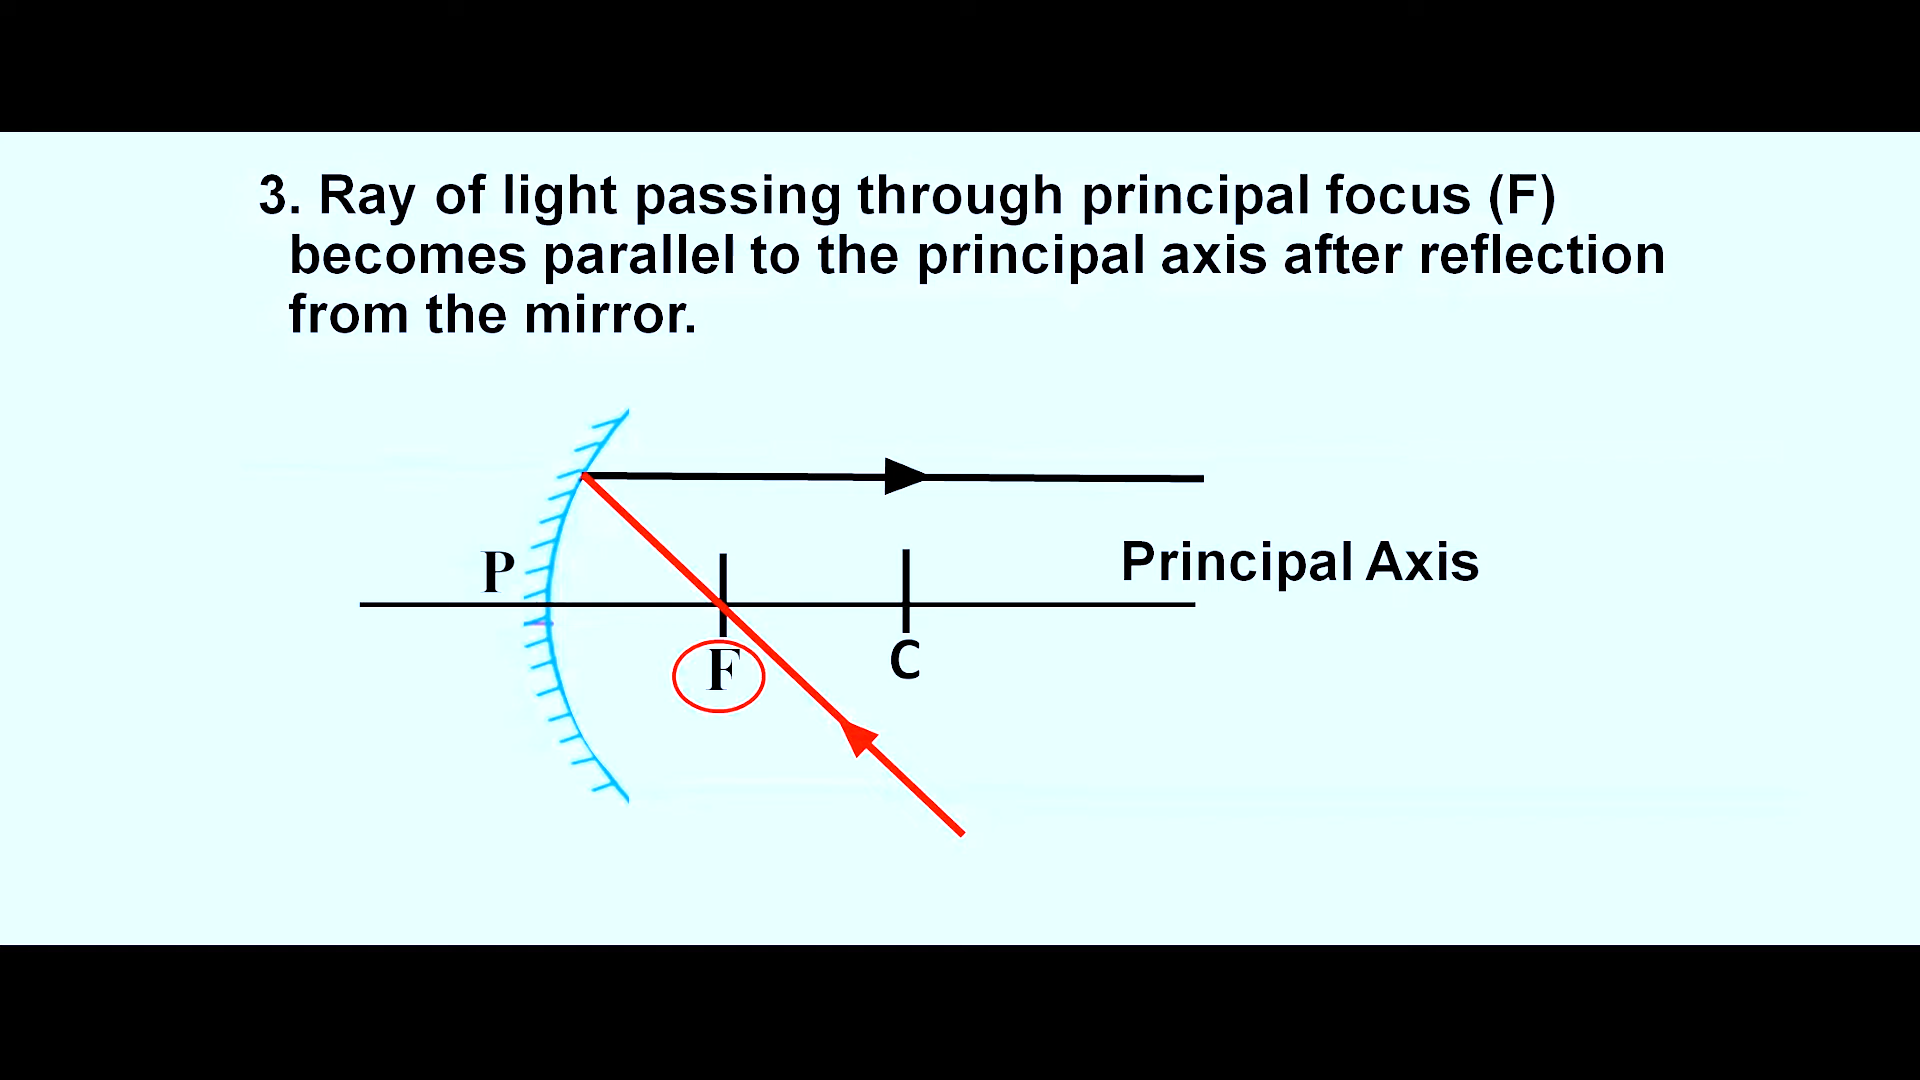 3. Ray of light passing through principal focus (F)
becomes parallel to the principal axis after reflection
from the mirror.
Principal Axis
P
F
C